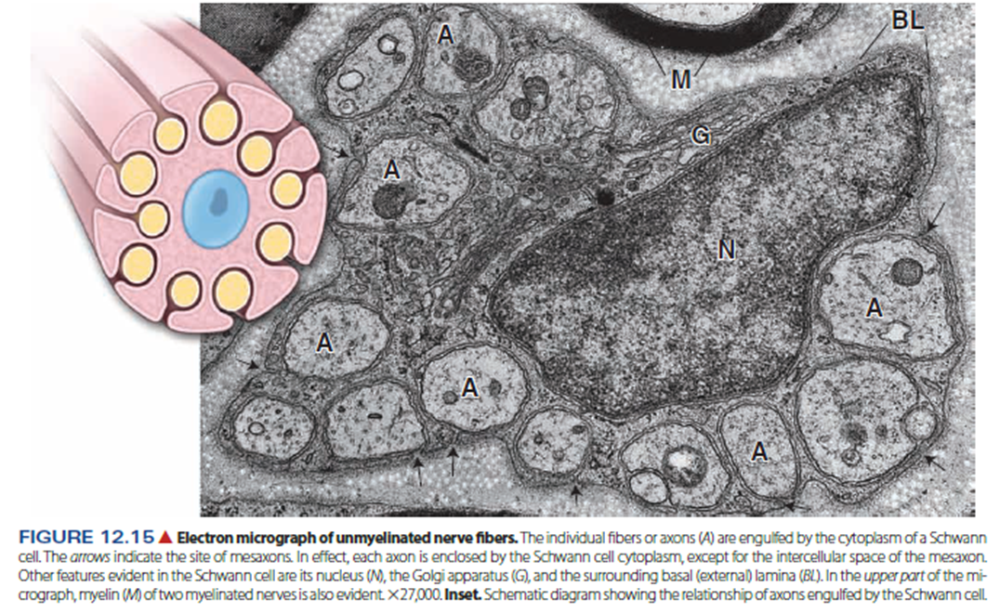 A
BL
M
G
A
N
A
A
A
A
FIGURE 12.15 ▲ Electron micrograph of unmyelinated nerve fibers. The individual fibers or axons (A) are engulfed by the cytoplasm of a Schwann
cell. The arrows indicate the site of mesaxons. In effect, each axon is enclosed by the Schwann cell cytoplasm, except for the intercellular space of the mesaxon.
Other features evident in the Schwann cell are its nucleus (N), the Golgi apparatus (G), and the surrounding basal (external) lamina (BL). In the upper part of the mi-
crograph, myelin (M) of two myelinated nerves is also evident. ×27,000. Inset. Schematic diagram showing the relationship of axons engulfed by the Schwann cell.